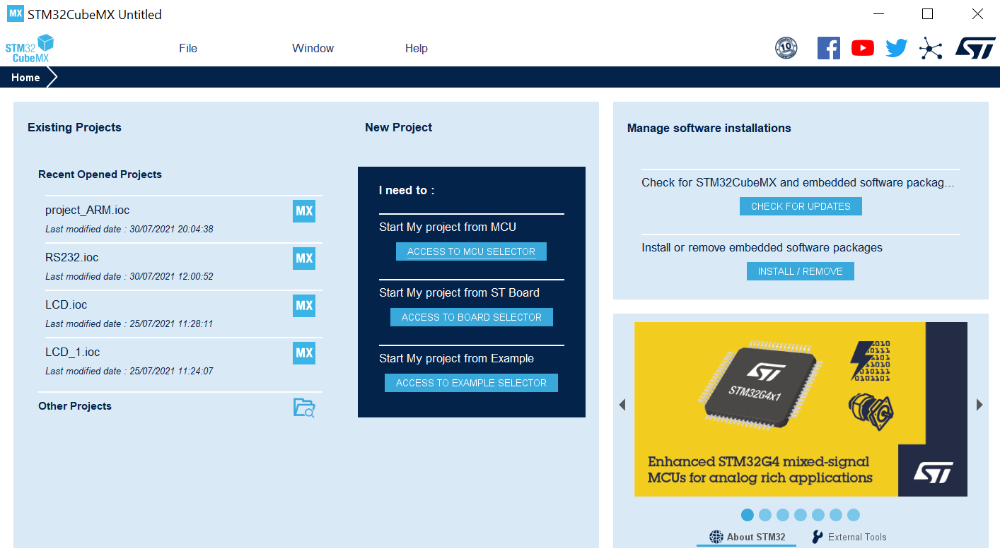 MX STM32CubeMX Untitled
STM32
CubeMX
File Window Help
10
YEARS
ST
Home
Existing Projects
Recent Opened Projects
project_ARM.ioc MX
Last modified date : 30/07/2021 20:04:38
RS232.ioc MX
Last modified date : 30/07/2021 12:00:52
LCD.ioc MX
Last modified date : 25/07/2021 11:28:11
LCD_1.ioc MX
Last modified date : 25/07/2021 11:24:07
Other Projects
New Project
I need to :
Start My project from MCU
ACCESS TO MCU SELECTOR
Start My project from ST Board
ACCESS TO BOARD SELECTOR
Start My project from Example
ACCESS TO EXAMPLE SELECTOR
Manage software installations
Check for STM32CubeMX and embedded software packag...
CHECK FOR UPDATES
Install or remove embedded software packages
INSTALL / REMOVE
ST
STM32G4x1
Enhanced STM32G4 mixed-signal
MCUs for analog rich applications
ST
About STM32 External Tools